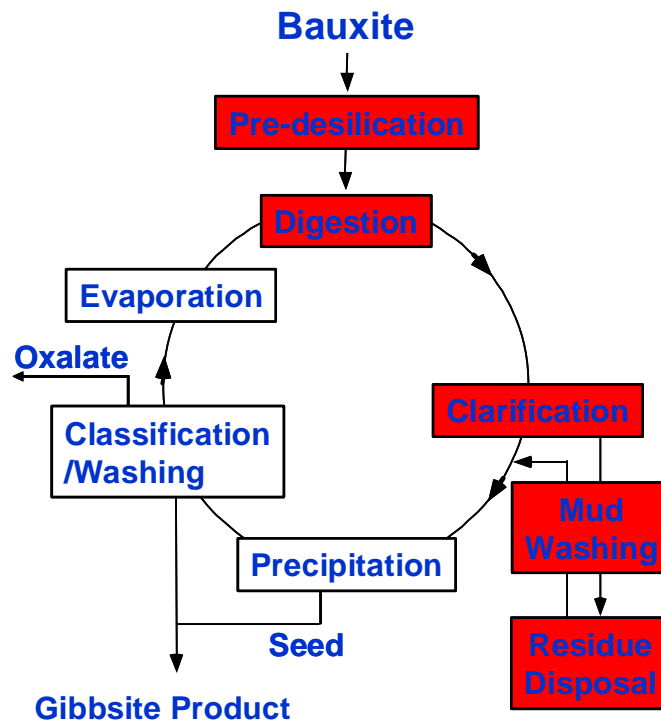 Bauxite
Pre-desilication
Digestion
Evaporation
Oxalate
Clarification
Classification
/Washing
Mud
Washing
Precipitation
Seed
Residue
Disposal
Gibbsite Product